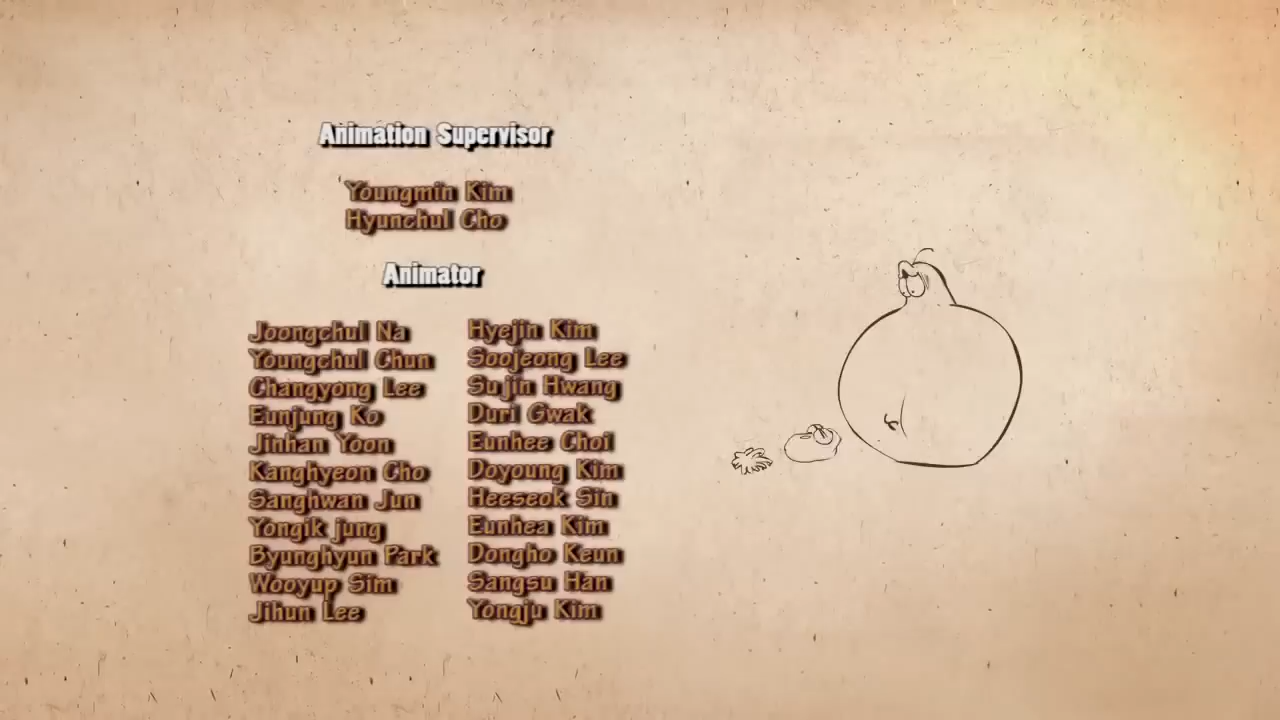 Animation Supervisor
Youngmin Kim
Hyunchul Cho
Animator
Joongchul Na
Youngchul Chun
Changyong Lee
Eunjung Ko
Jinhan Yoon
Kanghyeon Cho
Sanghwan Jun
Yongik jung
Byunghyun Park
Wooyup Sim
Jihun Lee
Hyejin Kim
Soojeong Lee
Sujin Hwang
Duri Gwak
Eunhee Choi
Doyoung Kim
Heeseok Sin
Eunhea Kim
Dongho Keun
Sangsu Han
Yongju Kim